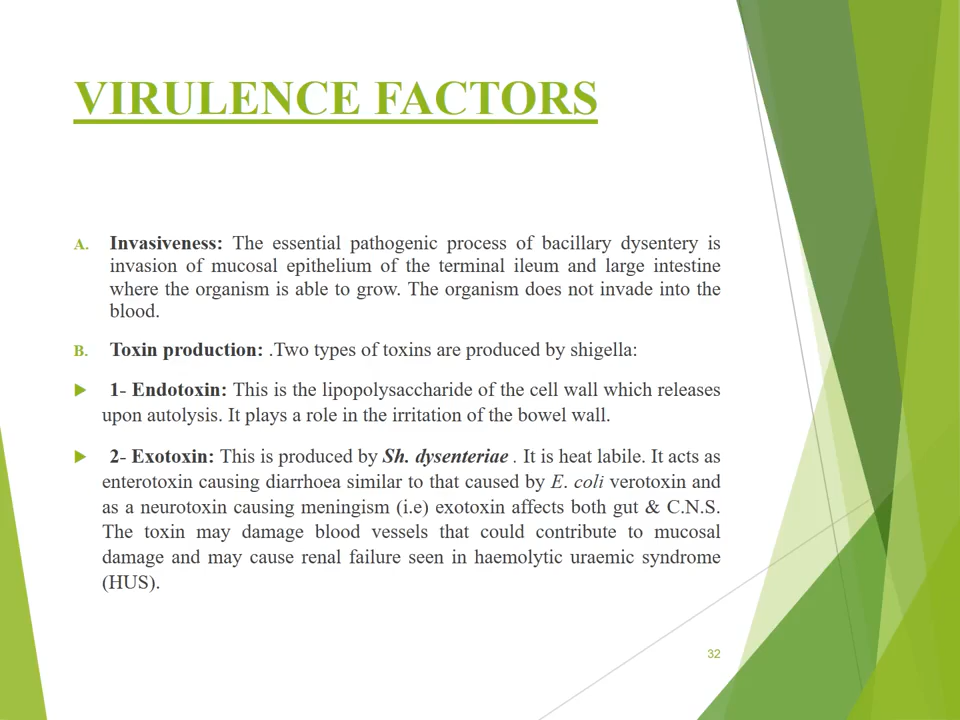 VIRULENCE FACTORS
A. Invasiveness: The essential pathogenic process of bacillary dysentery is
invasion of mucosal epithelium of the terminal ileum and large intestine
where the organism is able to grow. The organism does not invade into the
blood.
B. Toxin production: .Two types of toxins are produced by shigella:
1- Endotoxin: This is the lipopolysaccharide of the cell wall which releases
upon autolysis. It plays a role in the irritation of the bowel wall.
2- Exotoxin: This is produced by Sh. dysenteriae . It is heat labile. It acts as
enterotoxin causing diarrhoea similar to that caused by E. coli verotoxin and
as a neurotoxin causing meningism (i.e) exotoxin affects both gut & C.N.S.
The toxin may damage blood vessels that could contribute to mucosal
damage and may cause renal failure seen in haemolytic uraemic syndrome
(HUS).
32